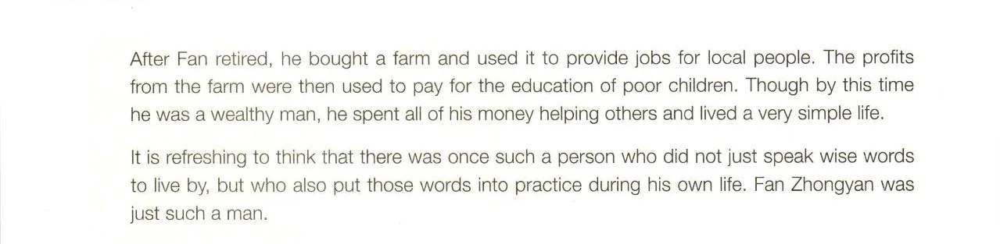 After Fan retired, he bought a farm and used it to provide jobs for local people. The profits
from the farm were then used to pay for the education of poor children. Though by this time
he was a wealthy man, he spent all of his money helping others and lived a very simple life.
It is refreshing to think that there was once such a person who did not just speak wise words
to live by, but who also put those words into practice during his own life. Fan Zhongyan was
just such a man.